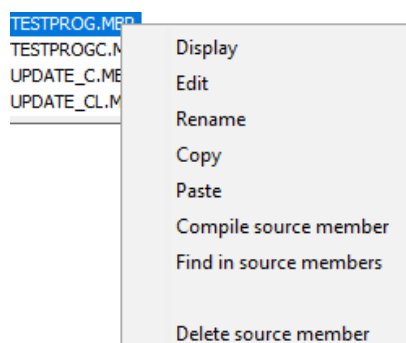 TESTPROG.MBR
TESTPROGC.M
UPDATE_C.ME
UPDATE_CL.M
Display
Edit
Rename
Copy
Paste
Compile source member
Find in source members
Delete source member